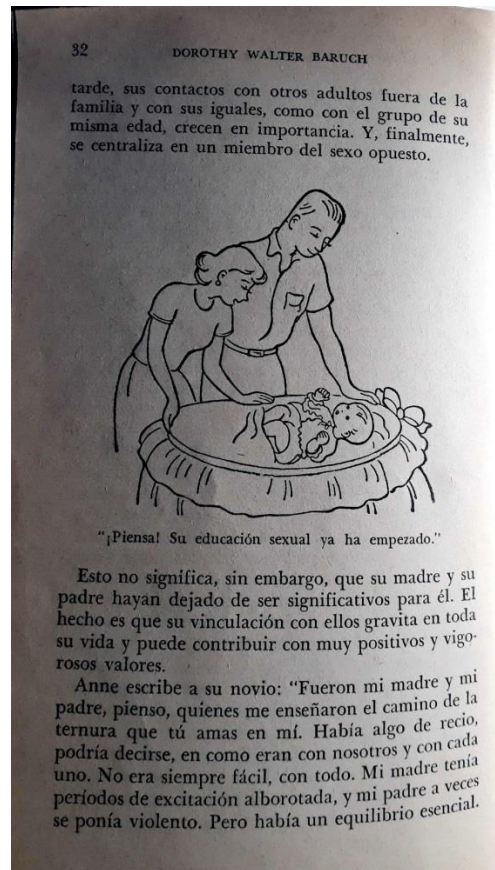 32
DOROTHY WALTER BARUCH
tarde, sus contactos con otros adultos fuera de la
familia y con sus iguales, como con el grupo de su
misma edad, crecen en importancia. Y, finalmente,
se centraliza en un miembro del sexo opuesto.
"¡Piensa! Su educación sexual ya ha empezado."
Esto no significa, sin embargo, que su madre y su
padre hayan dejado de ser significativos para él. El
hecho es que su vinculación con ellos gravita en toda
su vida y puede contribuir con muy positivos y vigo-
rosos valores.
Anne escribe a su novio: "Fueron mi madre y mi
padre, pienso, quienes me enseñaron el camino de la
ternura que tú amas en mí. Había algo de recio,
podría decirse, en como eran con nosotros y con cada
uno. No era siempre fácil, con todo. Mi madre tenía
períodos de excitación alborotada, y mi padre a veces
se ponía violento. Pero había un equilibrio esencial.